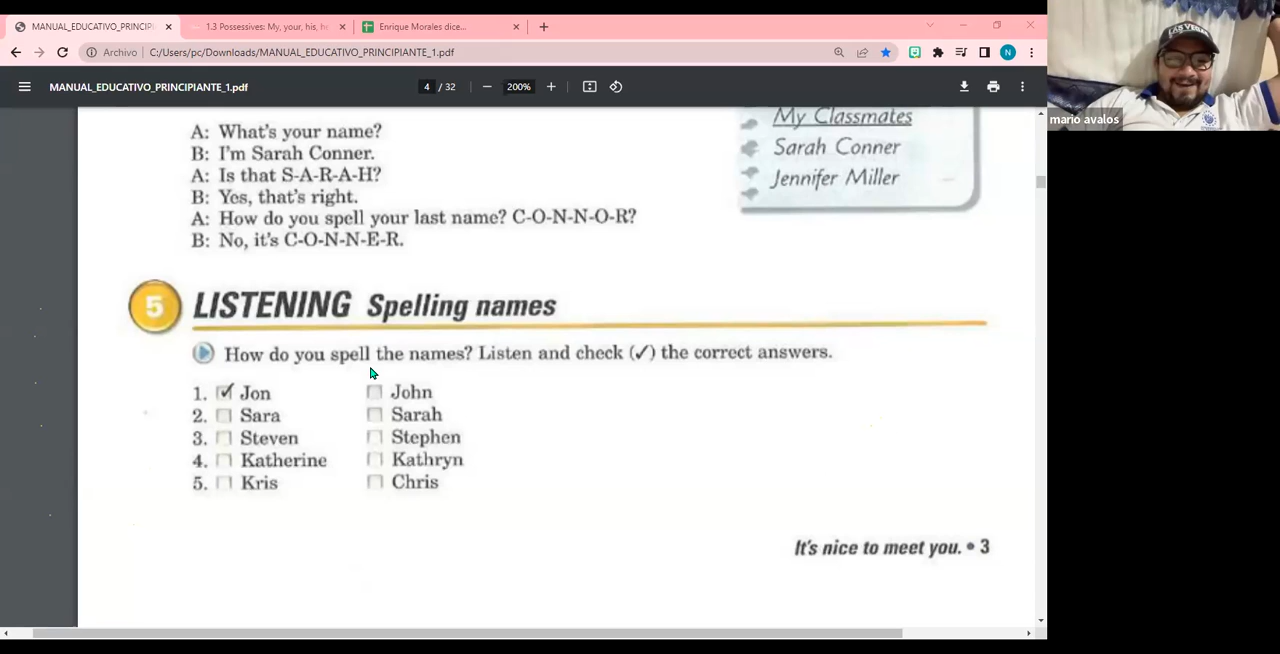 MANUAL_EDUCATIVO_PRINCIPI
1.3 Possessives: My, your, his, h
Enrique Morales dice...
Archivo
C:/Users/pc/Downloads/MANUAL_EDUCATIVO_PRINCIPIANTE_1.pdf
N
MANUAL_EDUCATIVO_PRINCIPIANTE_1.pdf
4 / 32
200%
LAS VEGAS
mario avalos
A: What's your name?
B: I'm Sarah Conner.
A: Is that S-A-R-A-H?
B: Yes, that's right.
A: How do you spell your last name? C-O-N-N-O-R?
B: No, it's C-O-N-N-E-R.
My Classmates
Sarah Conner
Jennifer Miller
5 LISTENING Spelling names
How do you spell the names? Listen and check (✓) the correct answers.
1. ✓ Jon John
2. Sara Sarah
3. Steven Stephen
4. Katherine Kathryn
5. Kris Chris
It's nice to meet you. • 3